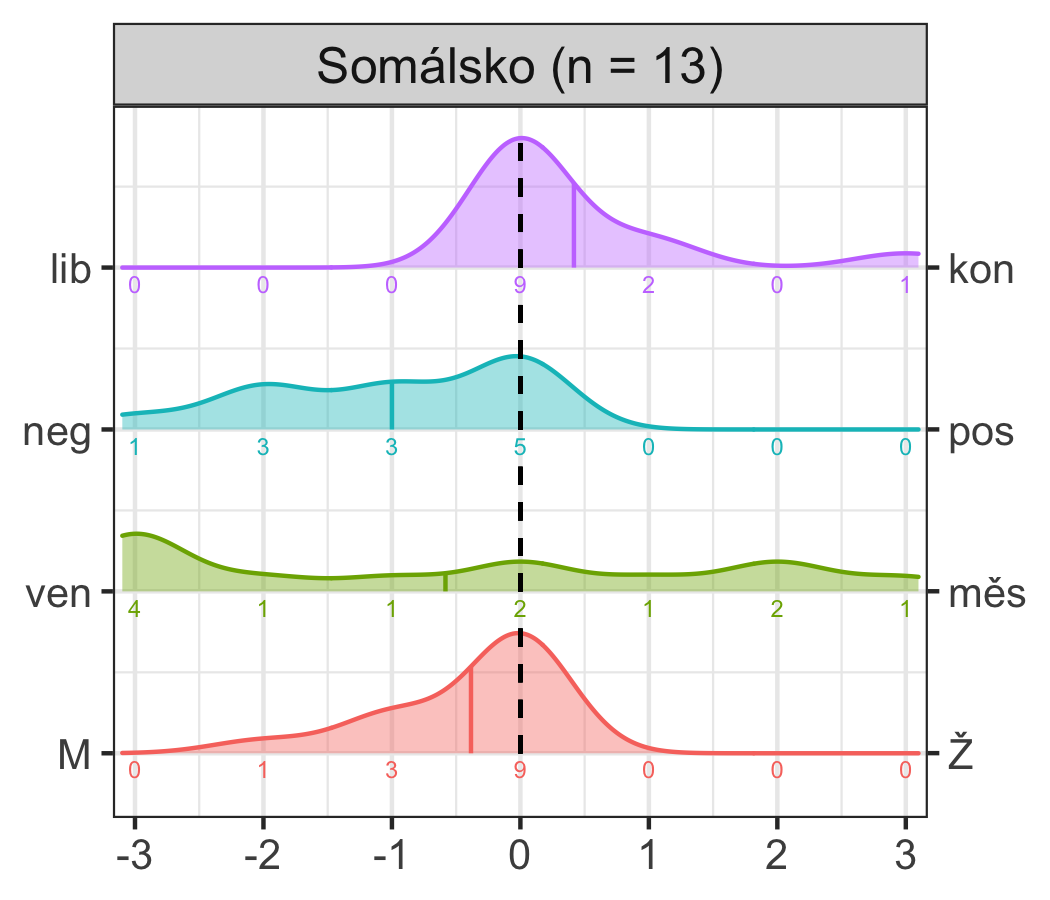 Somálsko (n = 13)
lib kon
0 0 0 9 2 0 1
neg pos
1 3 3 5 0 0 0
ven měs
4 1 1 2 1 2 1
M Ž
0 1 3 9 0 0 0
-3 -2 -1 0 1 2 3